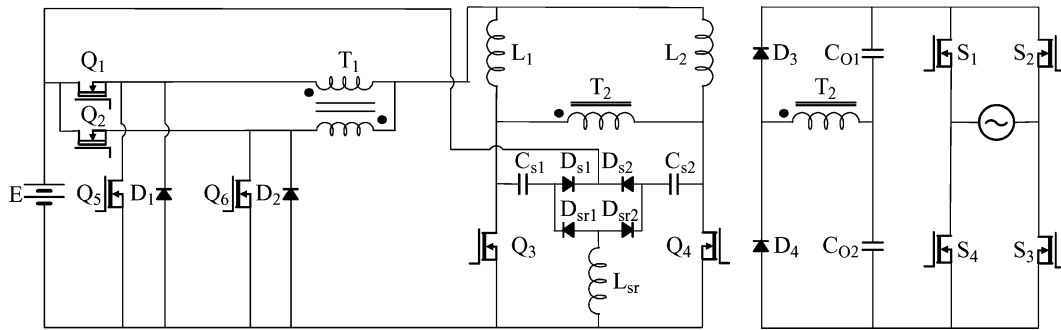 Q1
T1
L1
L2
D3
CO1
S1
S2
Q2
T2
T2
Cs1
Ds1
Ds2
Cs2
E
Q5
D1
Q6
D2
Dsr1
Dsr2
Q3
Q4
D4
CO2
S4
S3
Lsr